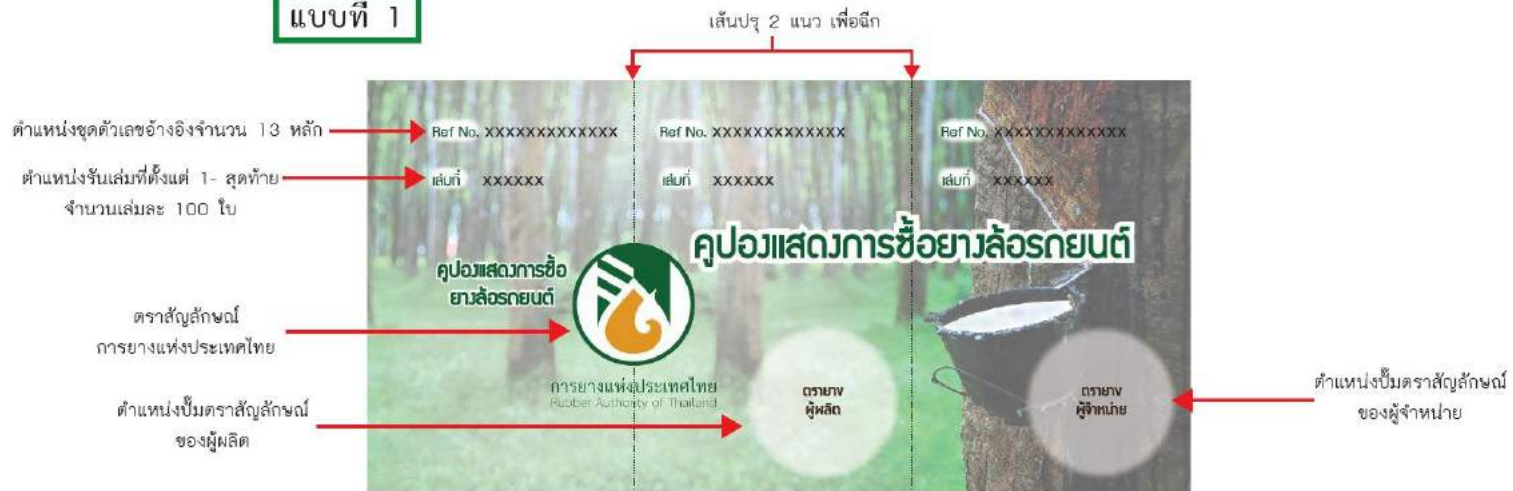 แบบที่ 1
เส้นปรุ 2 แนว เพื่อฉีก
ตำแหน่งชุดตัวเลขอ้างอิงจำนวน 13 หลัก
Ref No. xxxxxxxxxxxxx
Ref No. xxxxxxxxxxxxx
Ref No. xxxxxxxxxxxxx
ตำแหน่งรันเล่มที่ตั้งแต่ 1- สุดท้าย
จำนวนเล่มละ 100 ใบ
เล่มที่ xxxxxx
เล่มที่ xxxxxx
เล่มที่ xxxxxx
คูปองแสดงการซื้อยางล้อรถยนต์
คูปองแสดงการซื้อ
ยางล้อรถยนต์
ตราสัญลักษณ์
การยางแห่งประเทศไทย
การยางแห่งประเทศไทย
Rubber Authority of Thailand
ตำแหน่งปั๊มตราสัญลักษณ์
ของผู้ผลิต
ตรายาง
ผู้ผลิต
ตรายาง
ผู้จำหน่าย
ตำแหน่งปั๊มตราสัญลักษณ์
ของผู้จำหน่าย